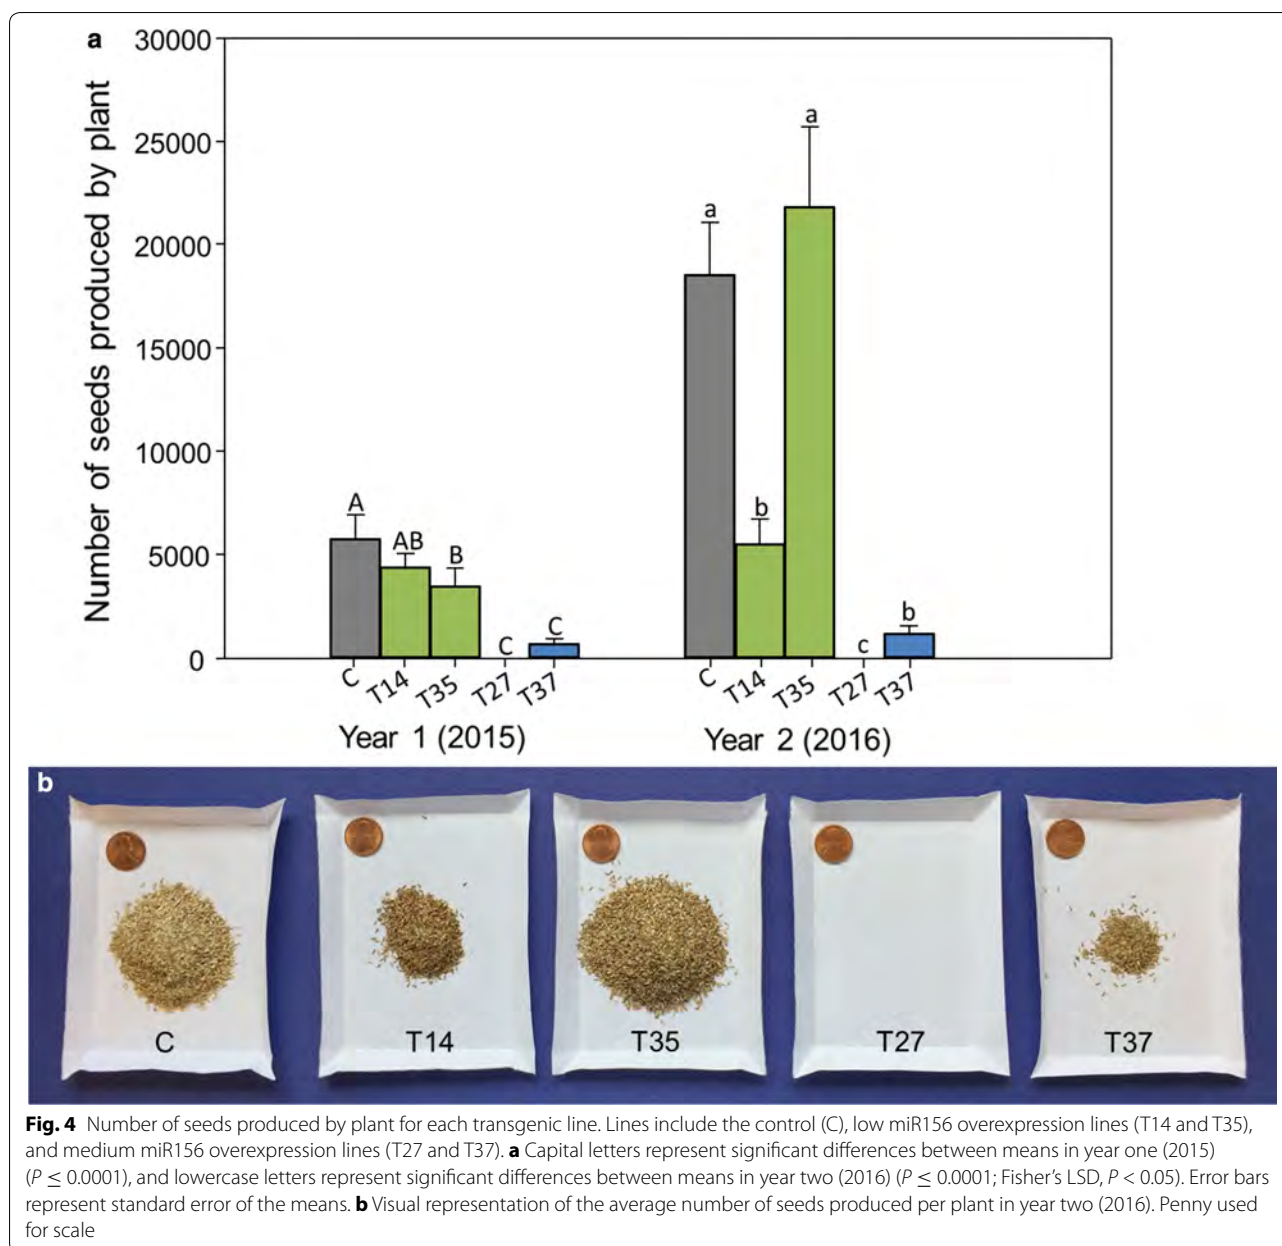 a
30000
25000
20000
15000
10000
5000
0
Number of seeds produced by plant
A
AB
B
C
C
a
b
a
c
b
C T14 T35 T27 T37 C T14 T35 T27 T37
Year 1 (2015) Year 2 (2016)
b
C T14 T35 T27 T37
Fig. 4 Number of seeds produced by plant for each transgenic line. Lines include the control (C), low miR156 overexpression lines (T14 and T35),
and medium miR156 overexpression lines (T27 and T37). a Capital letters represent significant differences between means in year one (2015)
(P ≤ 0.0001), and lowercase letters represent significant differences between means in year two (2016) (P ≤ 0.0001; Fisher’s LSD, P < 0.05). Error bars
represent standard error of the means. b Visual representation of the average number of seeds produced per plant in year two (2016). Penny used
for scale